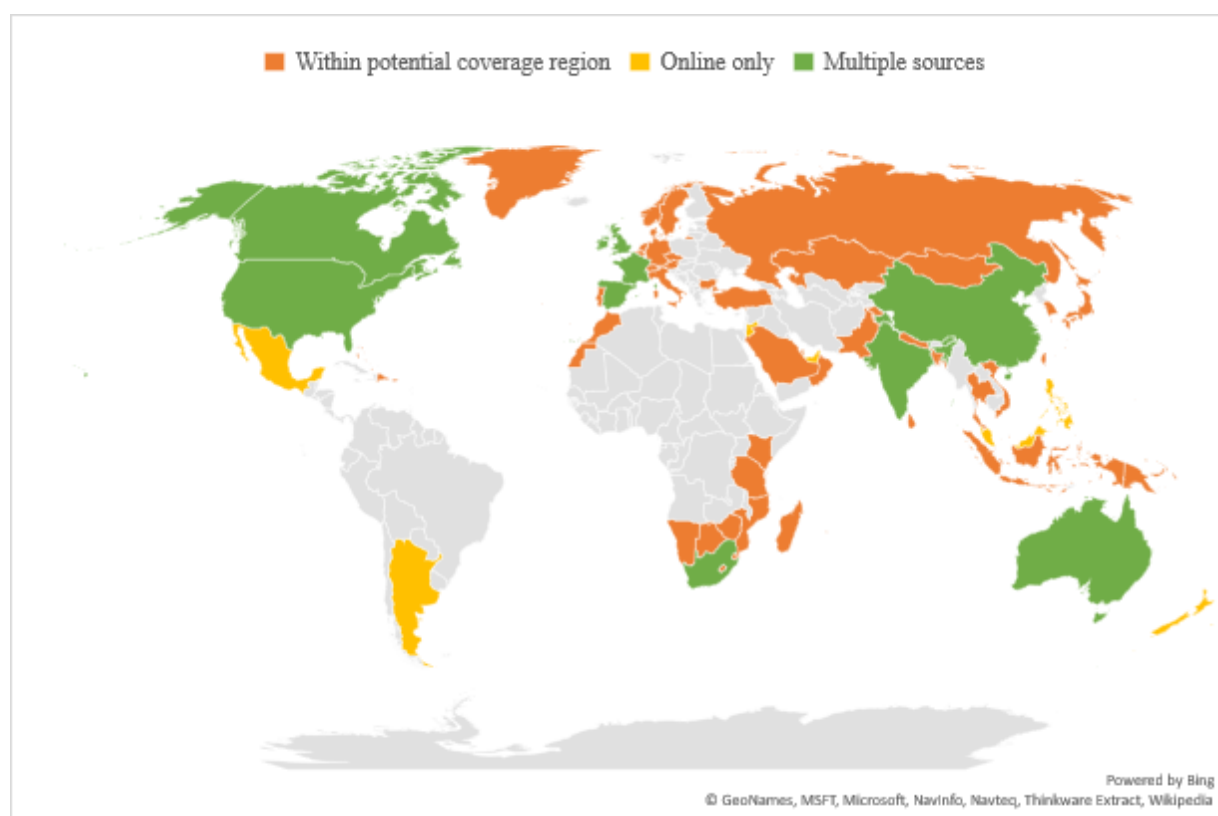 Within potential coverage region Online only Multiple sources
Powered by Bing
© GeoNames, MSFT, Microsoft, NavInfo, Navteq, Thinkware Extract, Wikipedia